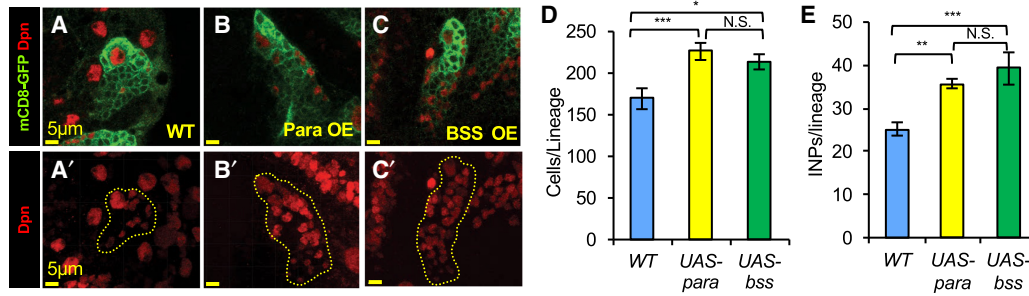 A
mCD8-GFP Dpn
5µm
WT
B
Para OE
C
BSS OE
A′
Dpn
5µm
B′
C′
D
*
***
N.S.
Cells/Lineage
250
200
150
100
50
0
WT
UAS-
para
UAS-
bss
E
***
N.S.
**
INPs/lineage
50
40
30
20
10
0
WT
UAS-
para
UAS-
bss